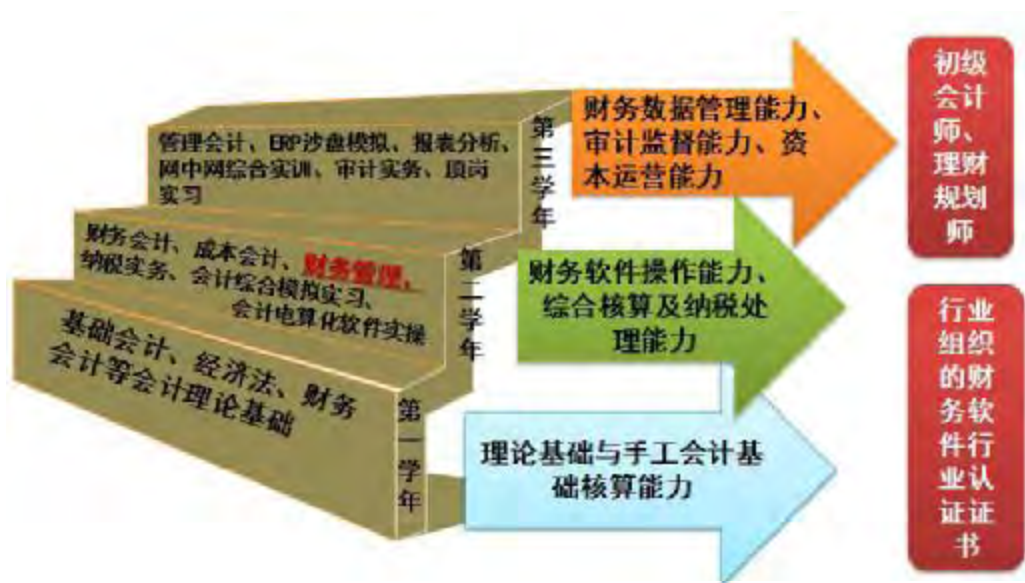 管理会计、ERP沙盘模拟、报表分析、
网中网综合实训、审计实务、顶岗
实习
第三学年
财务数据管理能力、
审计监督能力、资
本运营能力
初级
会计
师、
理财
规划
师
财务会计、成本会计、财务管理、
纳税实务、会计综合模拟实习、
会计电算化软件实操
第二学年
财务软件操作能力、
综合核算及纳税处
理能力
基础会计、经济法、财务
会计等会计理论基础
第一学年
理论基础与手工会计基
础核算能力
行业
组织
的财
务软
件行
业认
证证
书